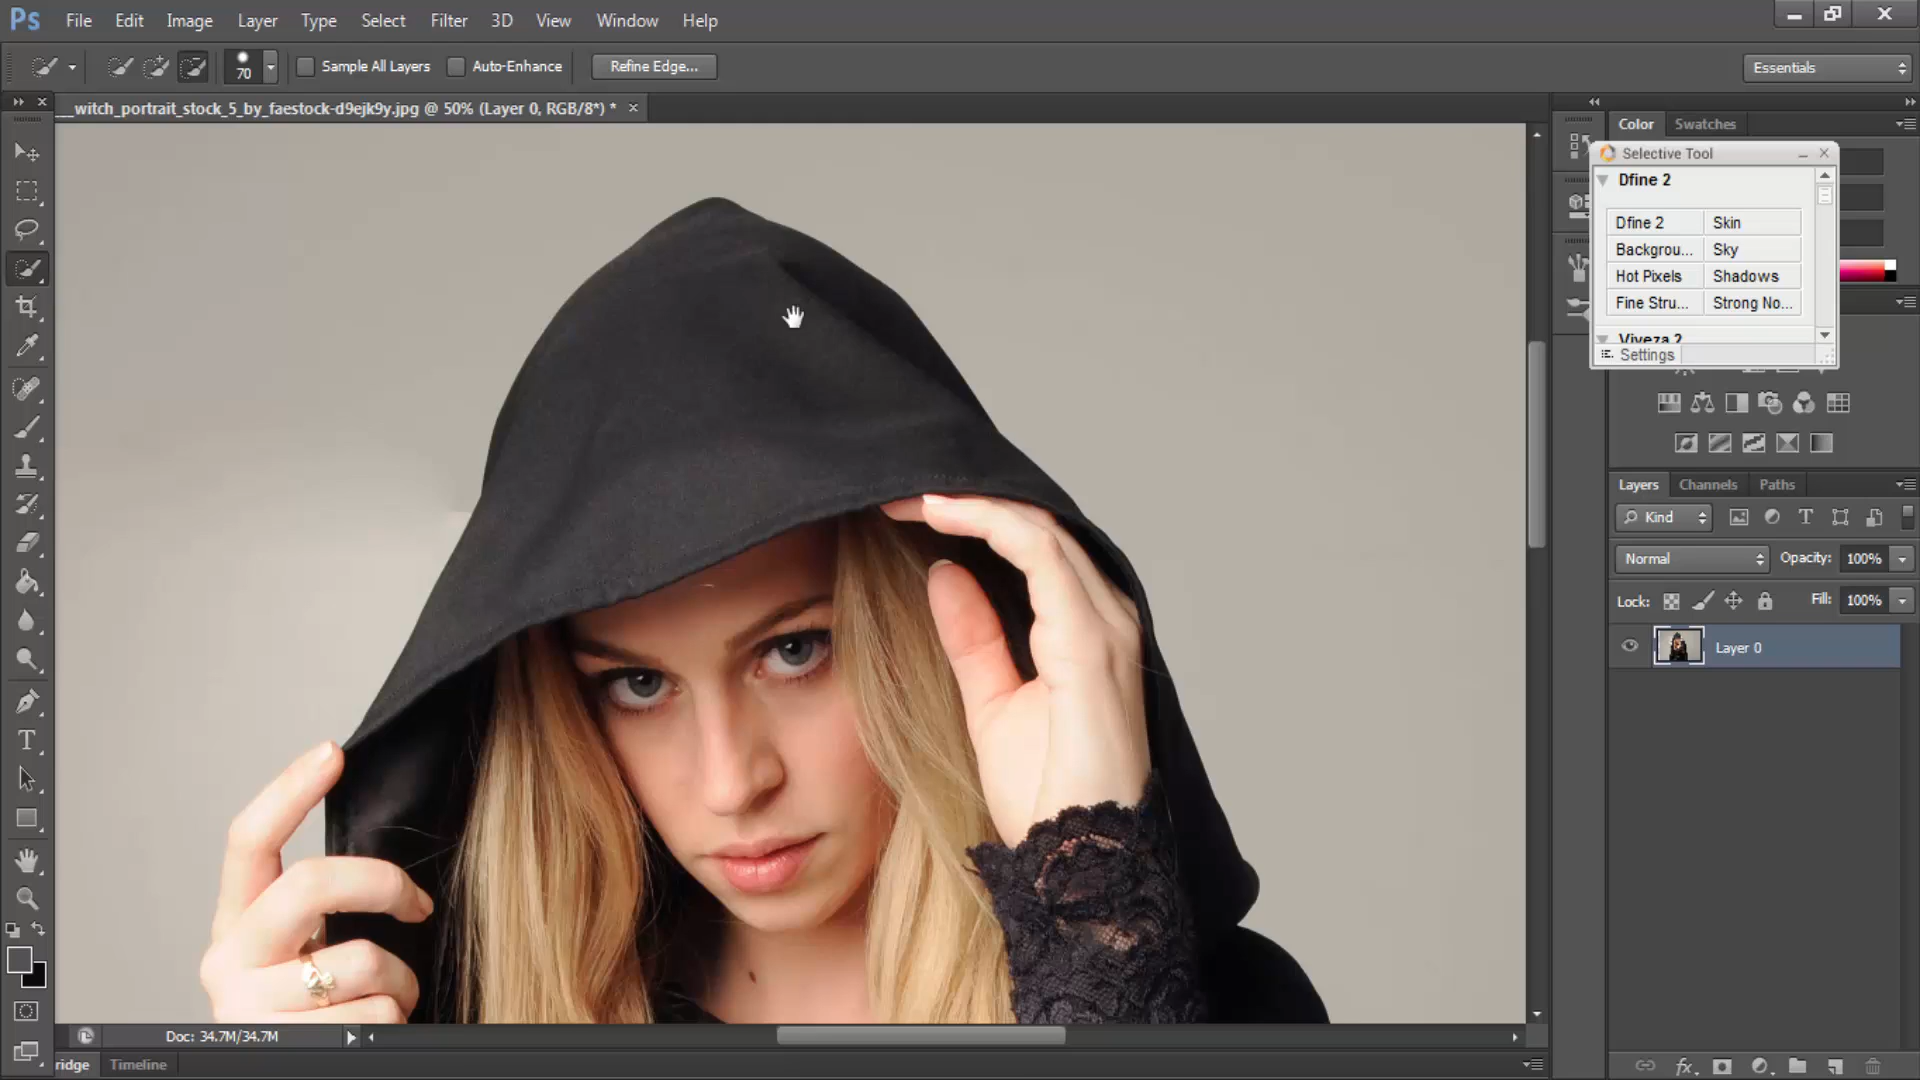 Ps File Edit Image Layer Type Select Filter 3D View Window Help
70 Sample All Layers Auto-Enhance Refine Edge... Essentials
witch_portrait_stock_5_by_faestock-d9ejk9y.jpg @ 50% (Layer 0, RGB/8*) *
Color Swatches
Selective Tool
Dfine 2
Dfine 2 Skin
Backgrou... Sky
Hot Pixels Shadows
Fine Stru... Strong No...
Viveza 2
Settings
Layers Channels Paths
Kind
Normal Opacity: 100%
Lock: Fill: 100%
Layer 0
Doc: 34.7M/34.7M
ridge Timeline